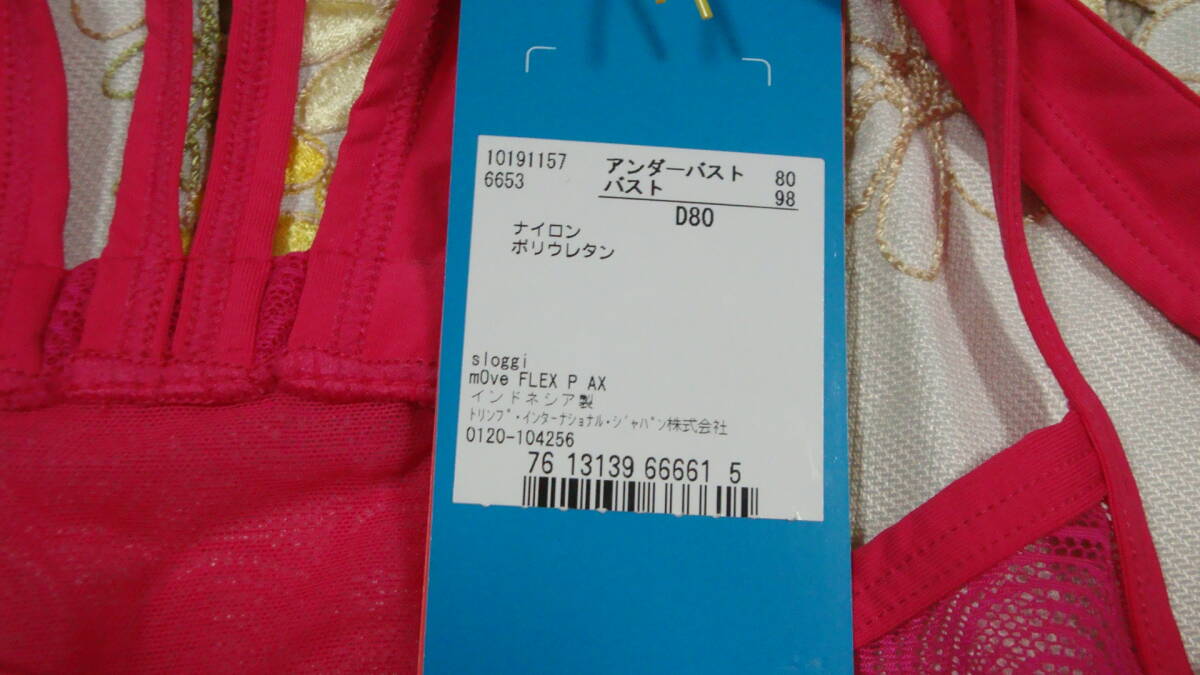 10191157 アンダーバスト 80
6653 バスト 98
D80
ナイロン
ポリウレタン
sloggi
mOve FLEX P AX
インドネシア製
ﾄﾘﾝﾌﾟ・ｲﾝﾀｰﾅｼｮﾅﾙ・ｼﾞｬﾊﾟﾝ株式会社
0120-104256
76 13139 66661 5